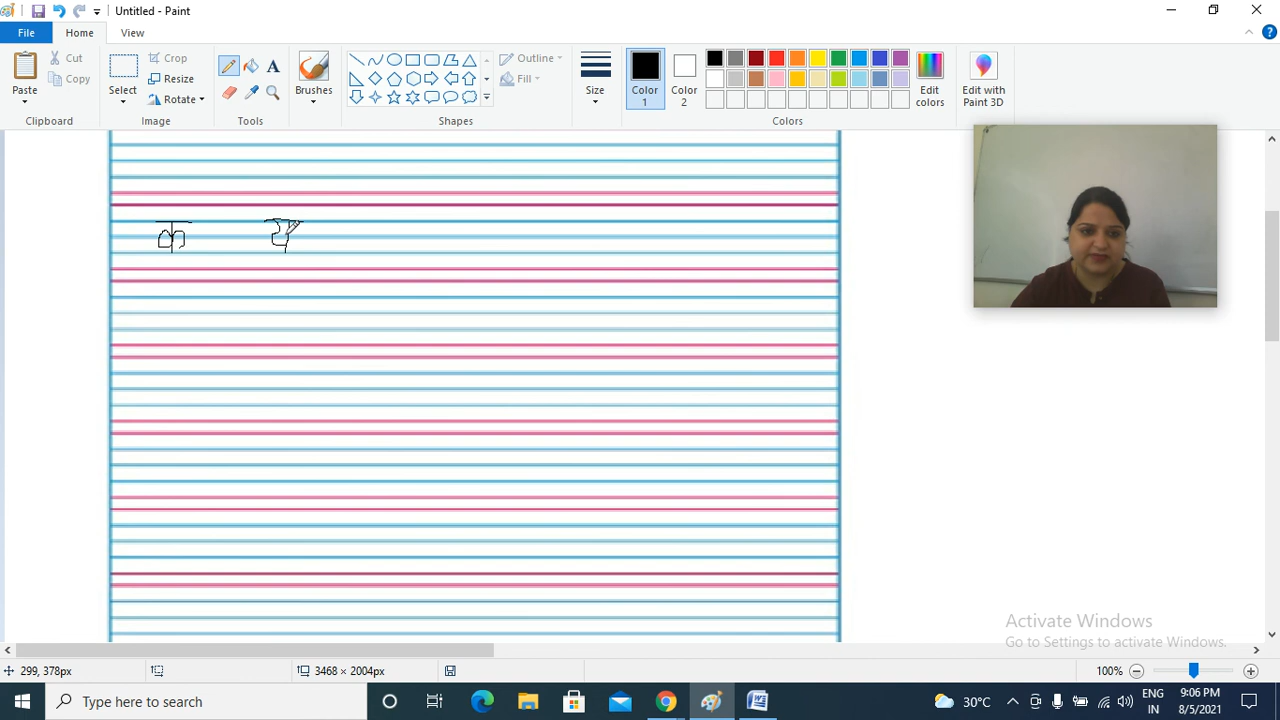 Untitled - Paint
File Home View
Paste Cut Copy Select Crop Resize Rotate Brushes Outline Fill Size Color 1 Color 2 Edit colors Edit with Paint 3D
Clipboard Image Tools Shapes Colors
क
Activate Windows
Go to Settings to activate Windows.
299, 378px 3468 × 2004px 100%
Type here to search 30°C ENG IN 9:06 PM 8/5/2021